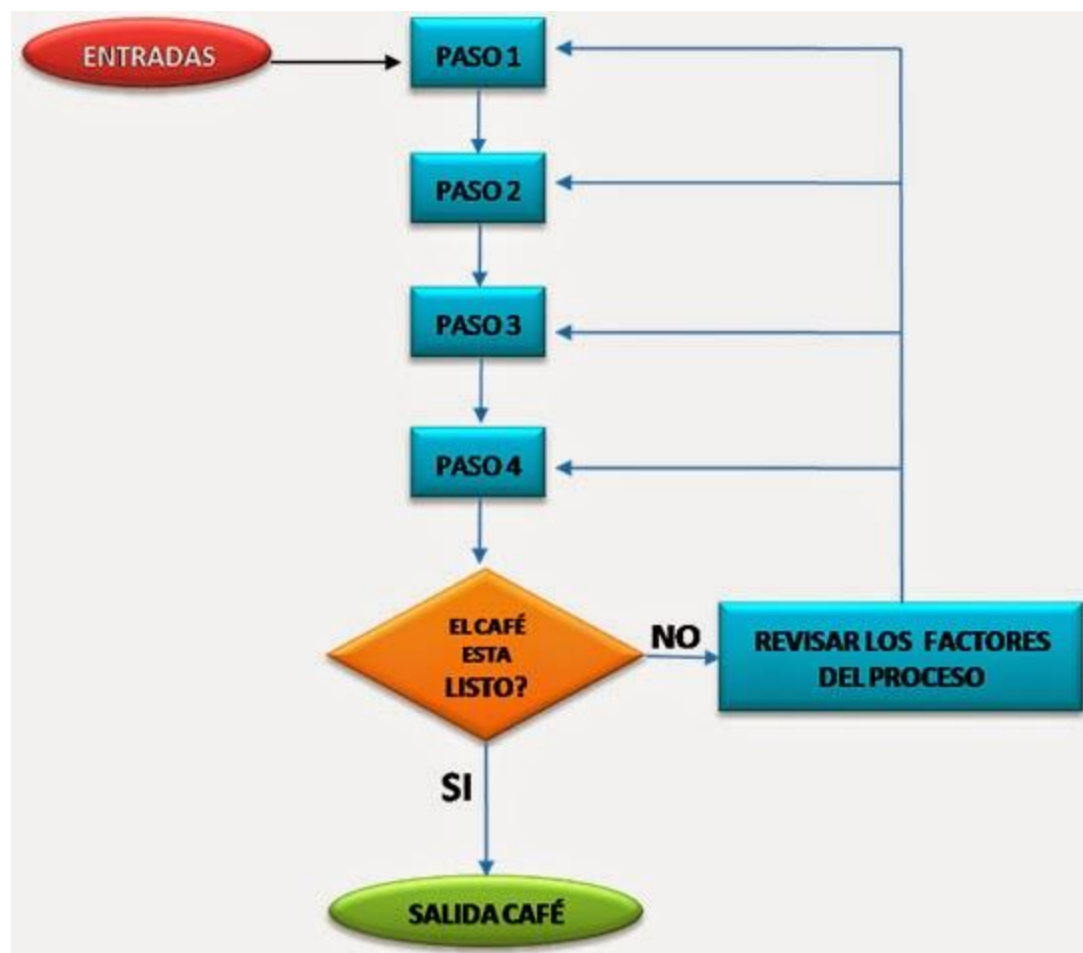 ENTRADAS
PASO 1
PASO 2
PASO 3
PASO 4
EL CAFÉ
ESTA
LISTO?
NO
REVISAR LOS FACTORES
DEL PROCESO
SI
SALIDA CAFÉ